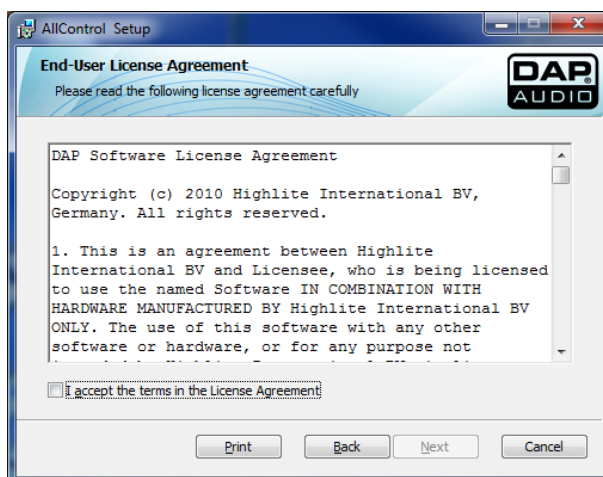 AllControl Setup
End-User License Agreement
Please read the following license agreement carefully
DAP
AUDIO
DAP Software License Agreement
Copyright (c) 2010 Highlite International BV,
Germany. All rights reserved.
1. This is an agreement between Highlite
International BV and Licensee, who is being licensed
to use the named Software IN COMBINATION WITH
HARDWARE MANUFACTURED BY Highlite International BV
ONLY. The use of this software with any other
software or hardware, or for any purpose not
I accept the terms in the License Agreement
Print
Back
Next
Cancel